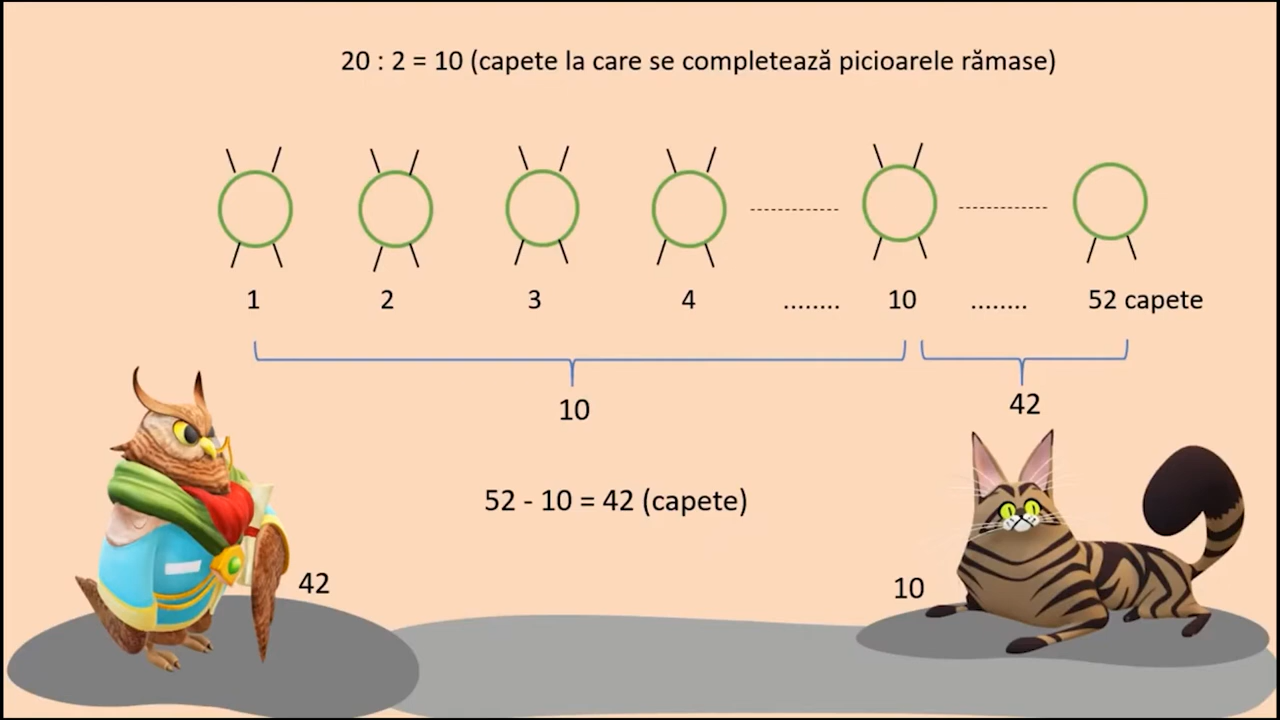 20 : 2 = 10 (capete la care se completează picioarele rămase)
1 2 3 4 ........ 10 ........ 52 capete
10 42
52 - 10 = 42 (capete)
42 10